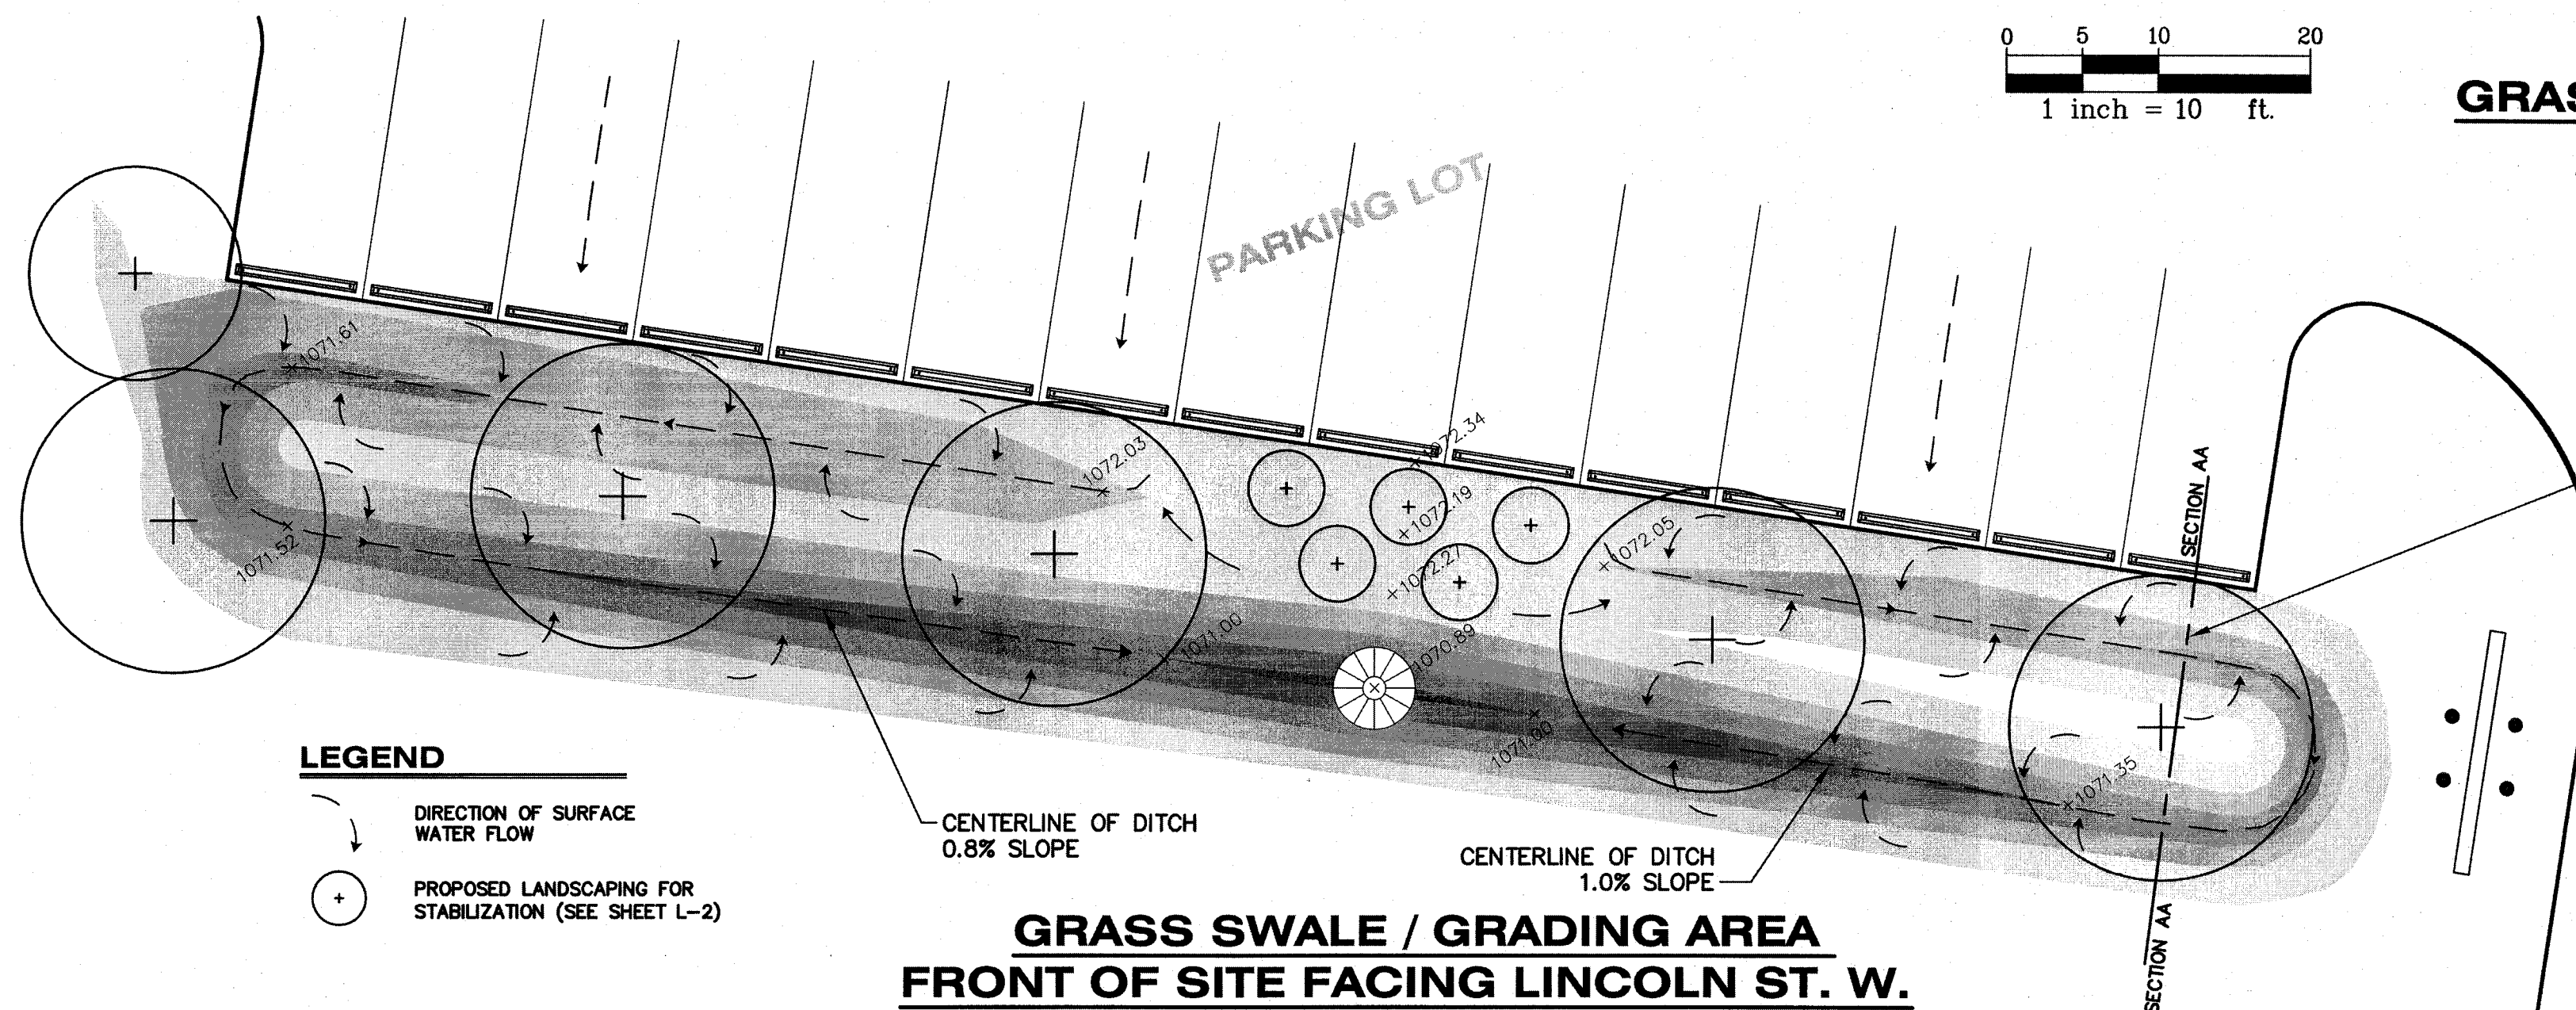 0 5 10 20
1 inch = 10 ft.
GRAS
PARKING LOT
1071.61
1072.03
1072.34
1072.19
1072.27
1072.05
1071.52
1071.00
1070.89
1071.00
1071.35
SECTION AA
SECTION AA
LEGEND
DIRECTION OF SURFACE
WATER FLOW
PROPOSED LANDSCAPING FOR
STABILIZATION (SEE SHEET L-2)
CENTERLINE OF DITCH
0.8% SLOPE
CENTERLINE OF DITCH
1.0% SLOPE
GRASS SWALE / GRADING AREA
FRONT OF SITE FACING LINCOLN ST. W.